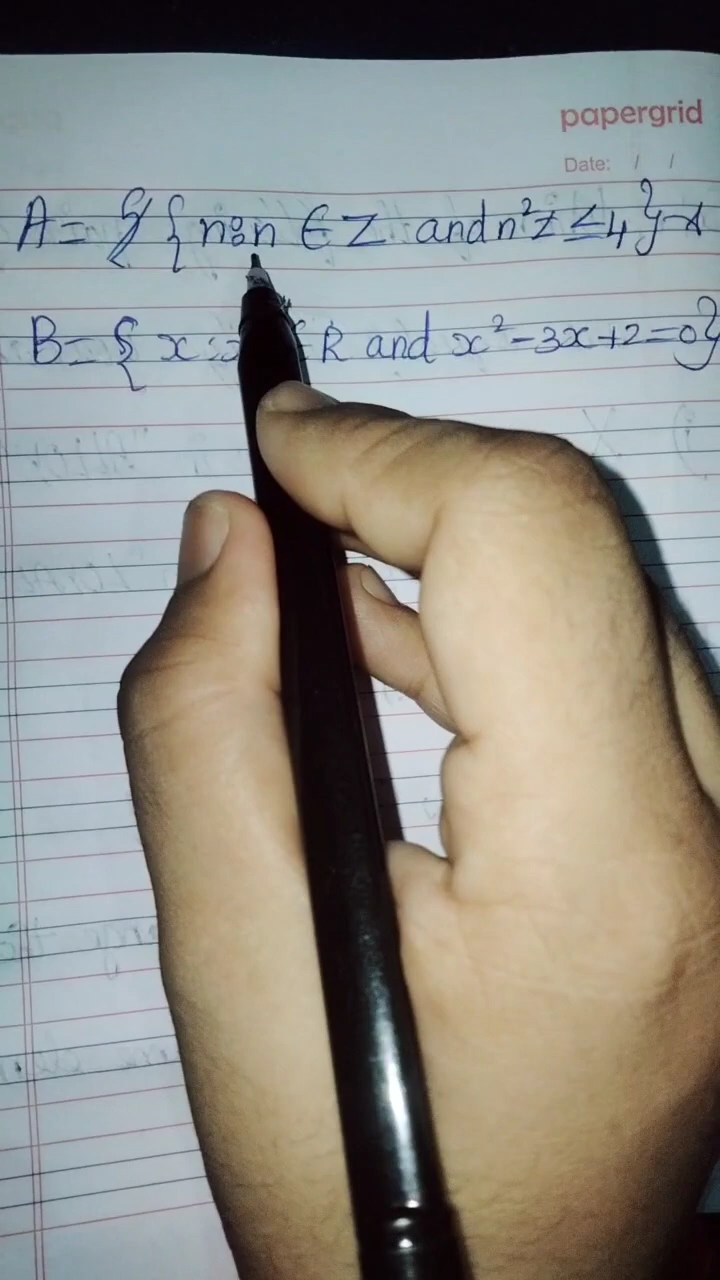 papergrid
Date: / /
A = { n : n ∈ Z and n² ≤ 4 }
B = { x : x ∈ R and x² - 3x + 2 = 0 }